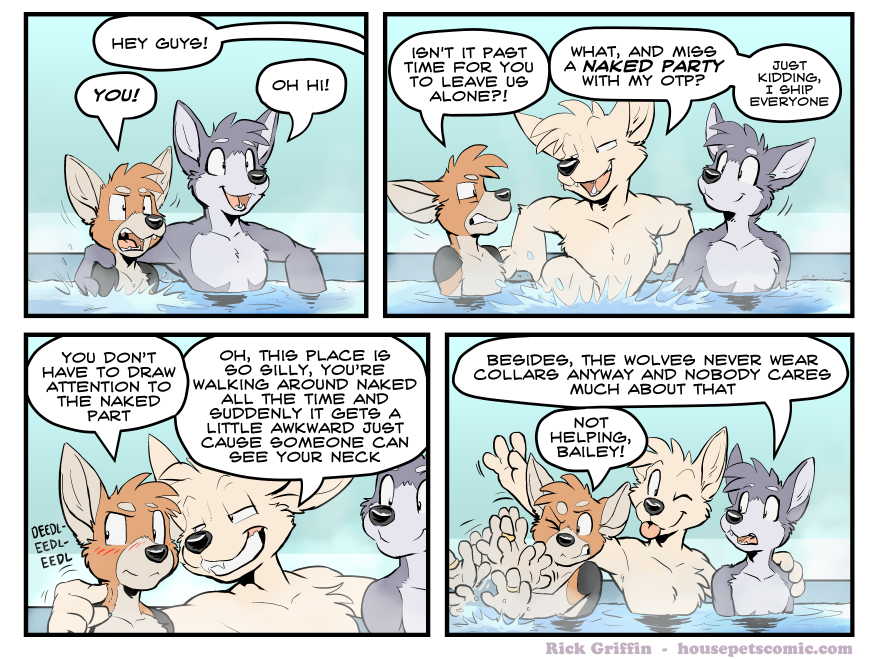 HEY GUYS!
YOU!
OH HI!
ISN'T IT PAST
TIME FOR YOU
TO LEAVE US
ALONE?!
WHAT, AND MISS
A NAKED PARTY
WITH MY OTP?
JUST
KIDDING,
I SHIP
EVERYONE
YOU DON'T
HAVE TO DRAW
ATTENTION TO
THE NAKED
PART
OH, THIS PLACE IS
SO SILLY, YOU'RE
WALKING AROUND NAKED
ALL THE TIME AND
SUDDENLY IT GETS A
LITTLE AWKWARD JUST
CAUSE SOMEONE CAN
SEE YOUR NECK
DEEDL-
EEDL-
EEDL
BESIDES, THE WOLVES NEVER WEAR
COLLARS ANYWAY AND NOBODY CARES
MUCH ABOUT THAT
NOT
HELPING,
BAILEY!
Rick Griffin - housepetscomic.com